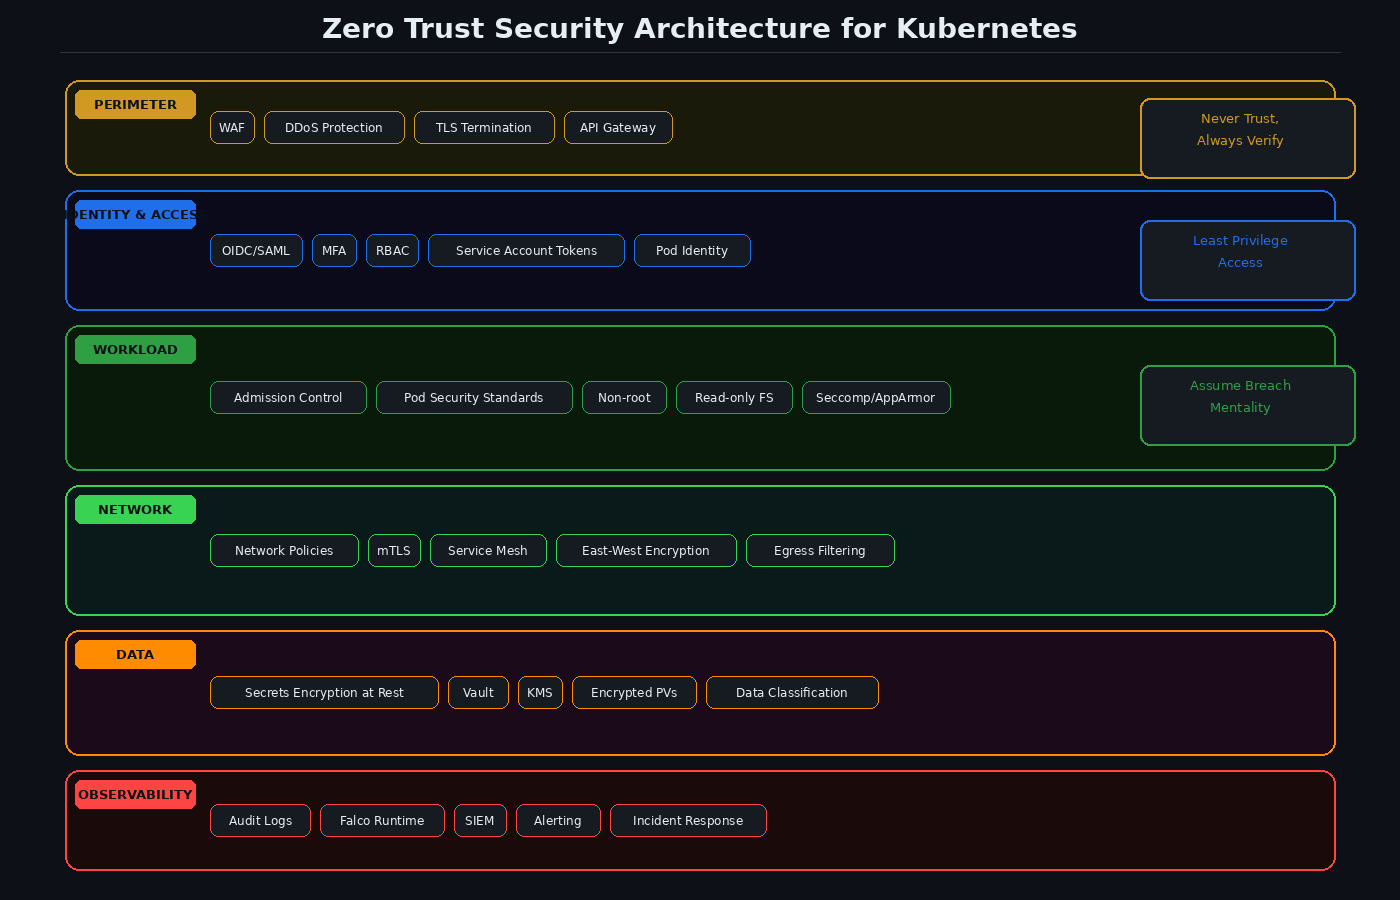 Zero Trust Security Architecture for Kubernetes
PERIMETER
WAF
DDoS Protection
TLS Termination
API Gateway
Never Trust,
Always Verify
DENTITY & ACCES
OIDC/SAML
MFA
RBAC
Service Account Tokens
Pod Identity
Least Privilege
Access
WORKLOAD
Admission Control
Pod Security Standards
Non-root
Read-only FS
Seccomp/AppArmor
Assume Breach
Mentality
NETWORK
Network Policies
mTLS
Service Mesh
East-West Encryption
Egress Filtering
DATA
Secrets Encryption at Rest
Vault
KMS
Encrypted PVs
Data Classification
OBSERVABILITY
Audit Logs
Falco Runtime
SIEM
Alerting
Incident Response